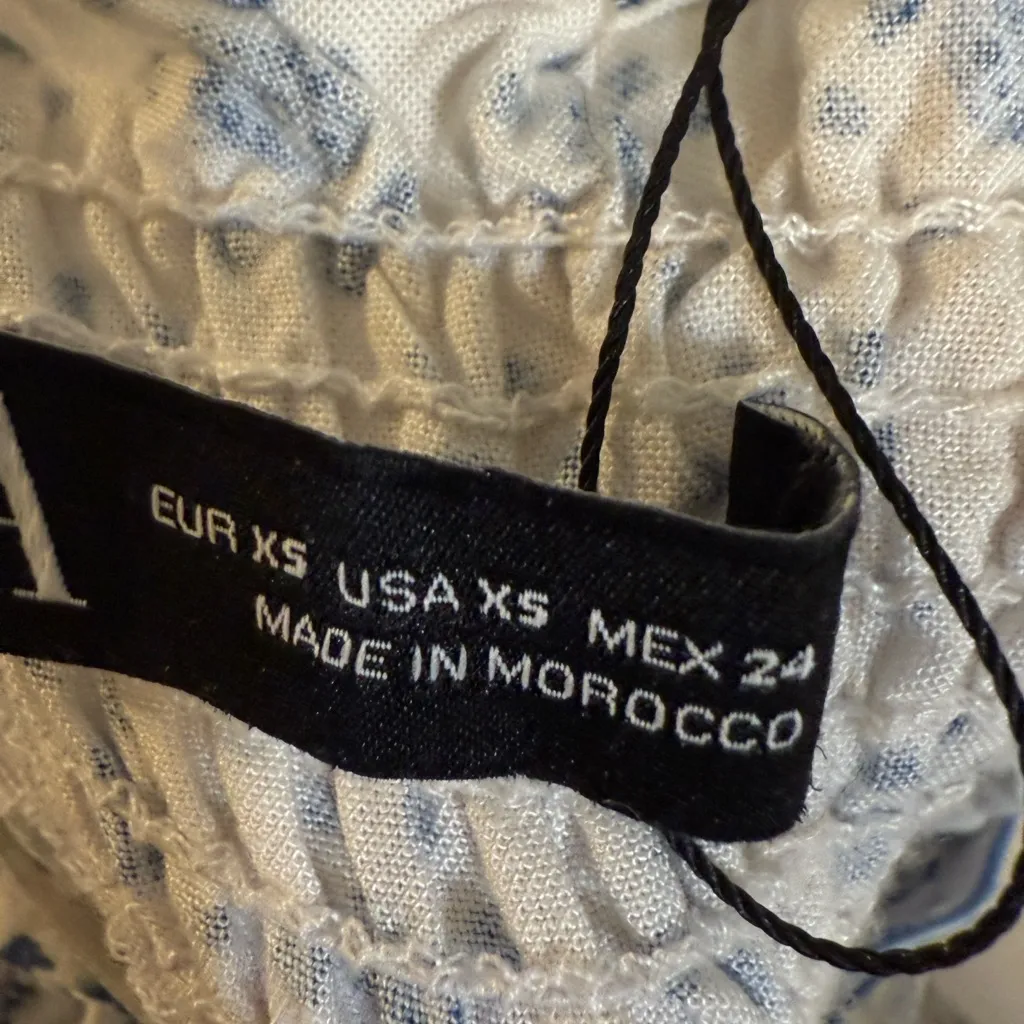 A
EUR XS USA XS MEX 24
MADE IN MOROCCO